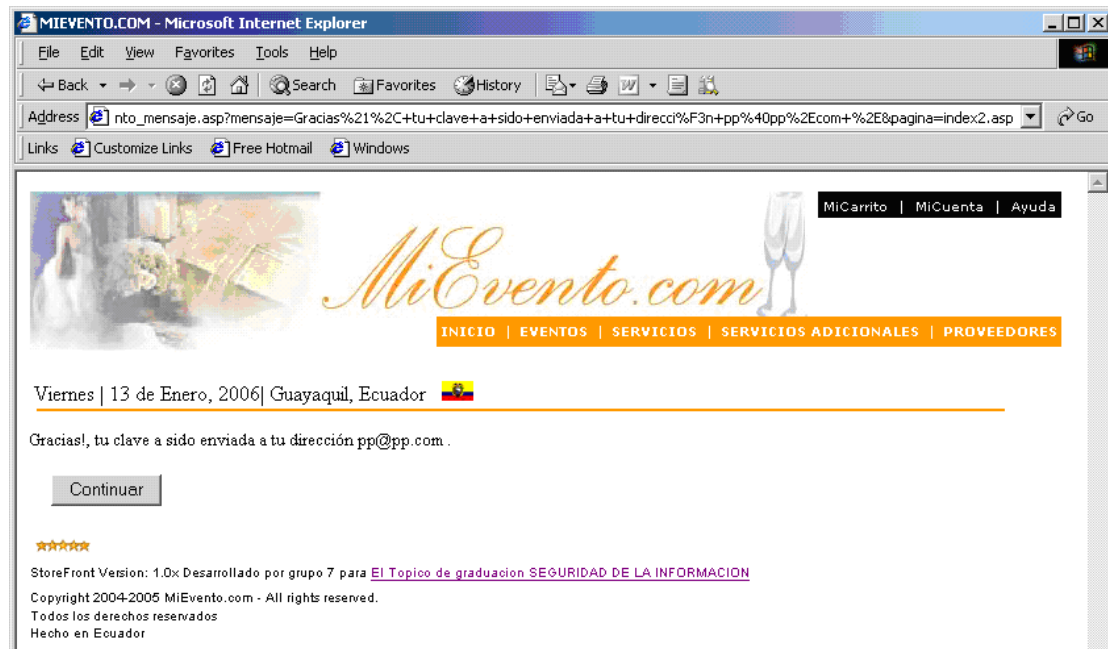 MIEVENTO.COM - Microsoft Internet Explorer
File Edit View Favorites Tools Help
Back Search Favorites History
Address nto_mensaje.asp?mensaje=Gracias%21%2C+tu+clave+a+sido+enviada+a+tu+direcci%F3n+pp%40pp%2Ecom+%2E&pagina=index2.asp Go
Links Customize Links Free Hotmail Windows
MiCarrito | MiCuenta | Ayuda
MiEvento.com
INICIO | EVENTOS | SERVICIOS | SERVICIOS ADICIONALES | PROVEEDORES
Viernes | 13 de Enero, 2006| Guayaquil, Ecuador
Gracias!, tu clave a sido enviada a tu dirección pp@pp.com .
Continuar
StoreFront Version: 1.0x Desarrollado por grupo 7 para El Topico de graduacion SEGURIDAD DE LA INFORMACION
Copyright 2004-2005 MiEvento.com - All rights reserved.
Todos los derechos reservados
Hecho en Ecuador